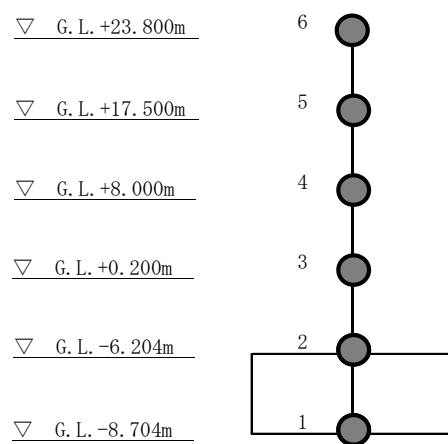 ▽ G.L.+23.800m 6
▽ G.L.+17.500m 5
▽ G.L.+8.000m 4
▽ G.L.+0.200m 3
▽ G.L.-6.204m 2
▽ G.L.-8.704m 1